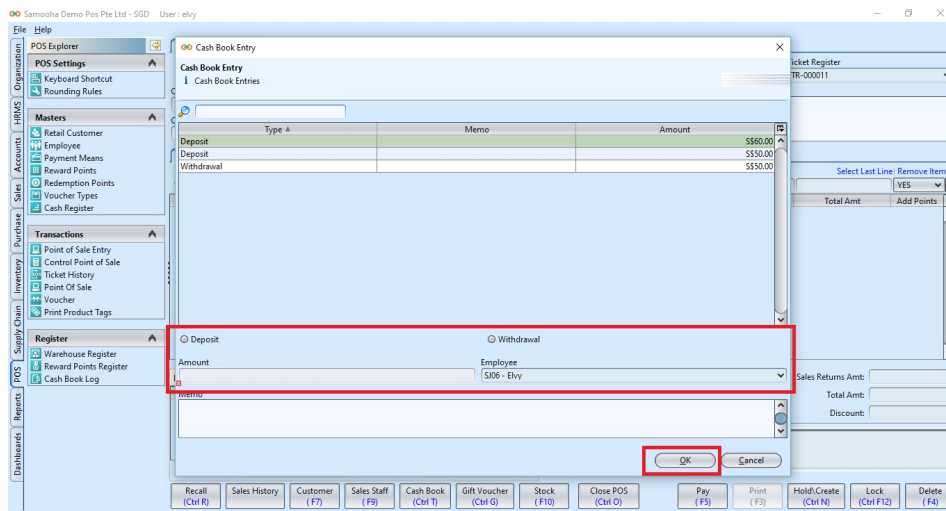 Samooha Demo Pos Pte Ltd - SGD User : elvy
File Help
Organization
HRMS
Accounts
Sales
Purchase
Inventory
Supply Chain
POS
Reports
Dashboards
POS Explorer
POS Settings
Keyboard Shortcut
Rounding Rules
Masters
Retail Customer
Employee
Payment Means
Reward Points
Redemption Points
Voucher Types
Cash Register
Transactions
Point of Sale Entry
Control Point of Sale
Ticket History
Point Of Sale
Voucher
Print Product Tags
Register
Warehouse Register
Reward Points Register
Cash Book Log
Cash Book Entry
Cash Book Entry
Cash Book Entries
Type Memo Amount
Deposit S$60.00
Deposit S$50.00
Withdrawal S$50.00
Deposit Withdrawal
Amount Employee
SJ06 - Elvy
Memo
OK Cancel
Ticket Register
TR-000011
Select Last Line Remove Item
YES
Total Amt Add Points
Sales Returns Amt:
Total Amt:
Discount:
Recall Sales History Customer Sales Staff Cash Book Gift Voucher Stock Close POS Pay Print Hold\Create Lock Delete
(Ctrl R) (F7) (F9) (Ctrl T) (Ctrl G) (F10) (Ctrl O) (F5) (F3) (Ctrl N) (Ctrl F12) (F4)